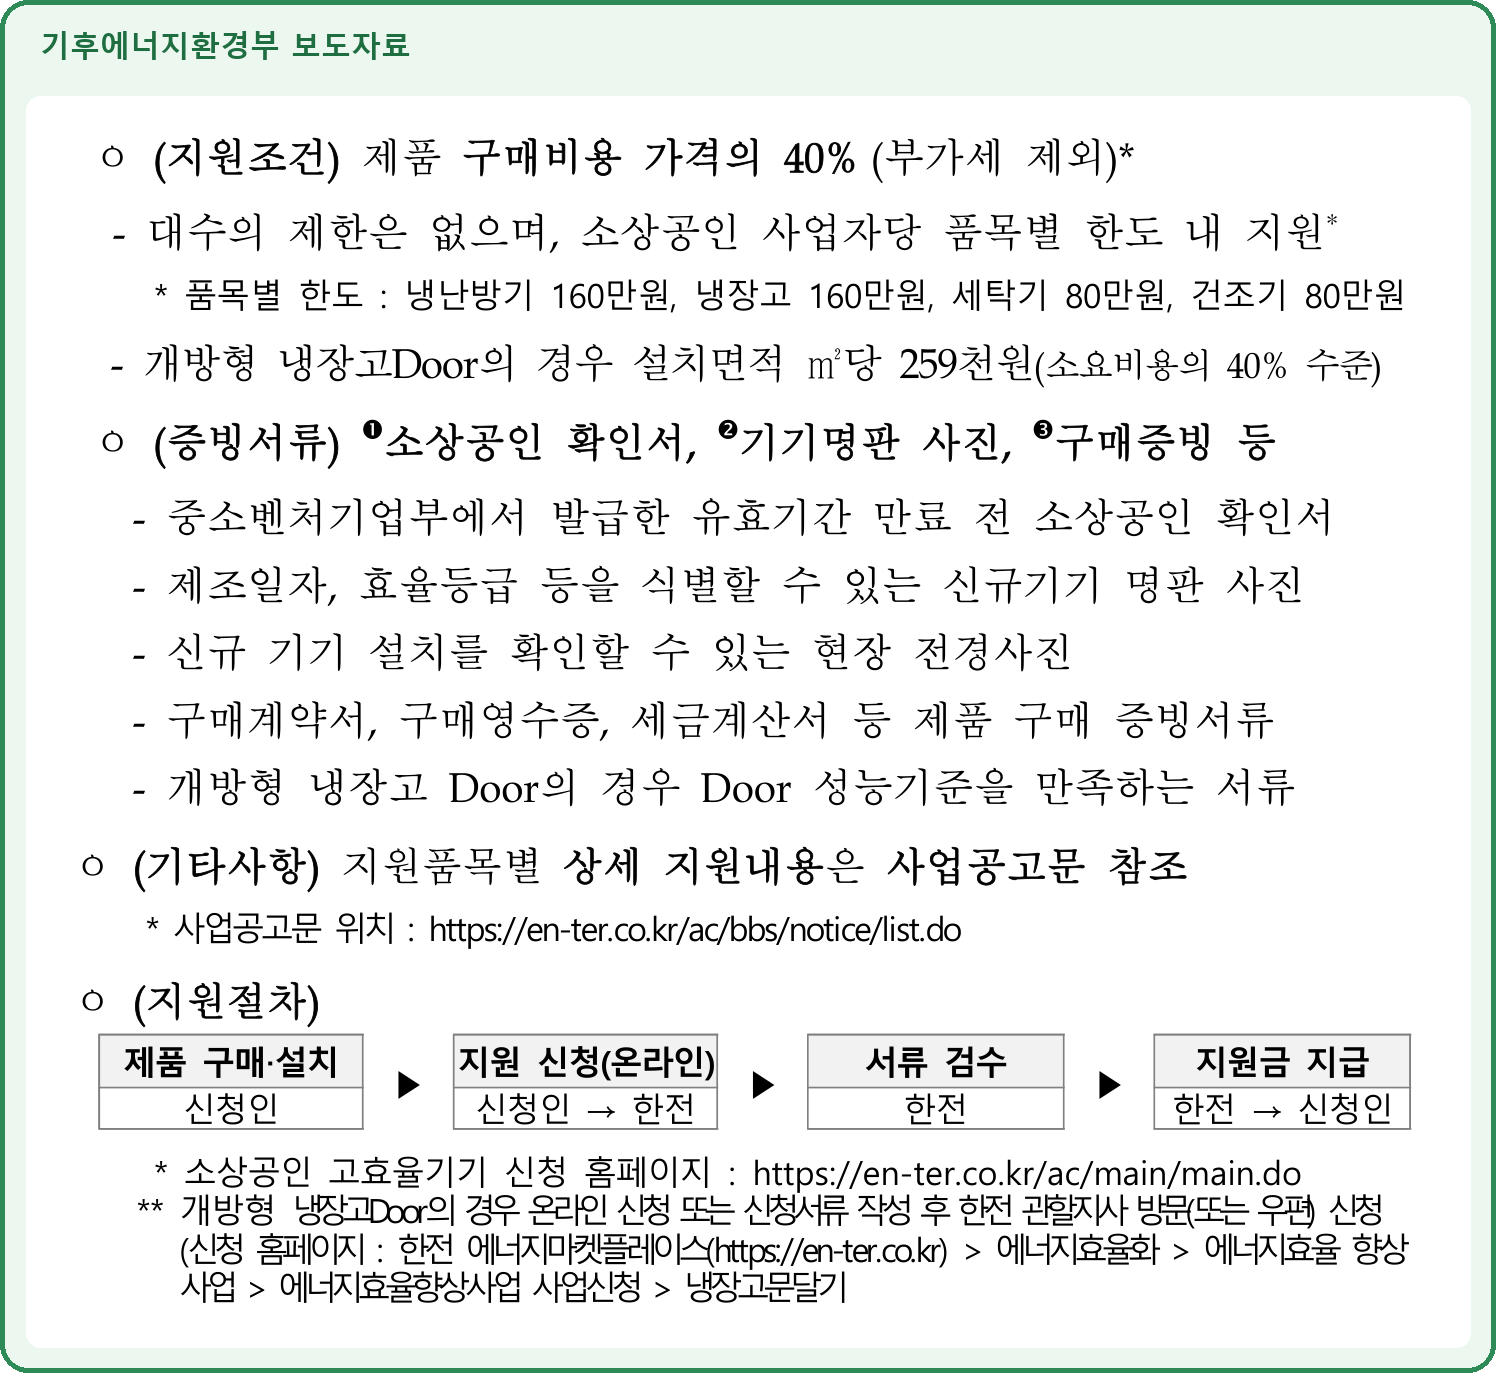 기후에너지환경부 보도자료
ㅇ (지원조건) 제품 구매비용 가격의 40% (부가세 제외)*
- 대수의 제한은 없으며, 소상공인 사업자당 품목별 한도 내 지원*
* 품목별 한도 : 냉난방기 160만원, 냉장고 160만원, 세탁기 80만원, 건조기 80만원
- 개방형 냉장고Door의 경우 설치면적 ㎡당 259천원(소요비용의 40% 수준)
ㅇ (증빙서류) ❶소상공인 확인서, ❷기기명판 사진, ❸구매증빙 등
- 중소벤처기업부에서 발급한 유효기간 만료 전 소상공인 확인서
- 제조일자, 효율등급 등을 식별할 수 있는 신규기기 명판 사진
- 신규 기기 설치를 확인할 수 있는 현장 전경사진
- 구매계약서, 구매영수증, 세금계산서 등 제품 구매 증빙서류
- 개방형 냉장고 Door의 경우 Door 성능기준을 만족하는 서류
ㅇ (기타사항) 지원품목별 상세 지원내용은 사업공고문 참조
* 사업공고문 위치 : https://en-ter.co.kr/ac/bbs/notice/list.do
ㅇ (지원절차)
제품 구매·설치 ▶ 지원 신청(온라인) ▶ 서류 검수 ▶ 지원금 지급
신청인 신청인 → 한전 한전 한전 → 신청인
* 소상공인 고효율기기 신청 홈페이지 : https://en-ter.co.kr/ac/main/main.do
** 개방형 냉장고Door의 경우 온라인 신청 또는 신청서류 작성 후 한전 관할지사 방문(또는 우편) 신청
(신청 홈페이지 : 한전 에너지마켓플레이스(https://en-ter.co.kr) > 에너지효율화 > 에너지효율 향상
사업 > 에너지효율향상사업 사업신청 > 냉장고문달기